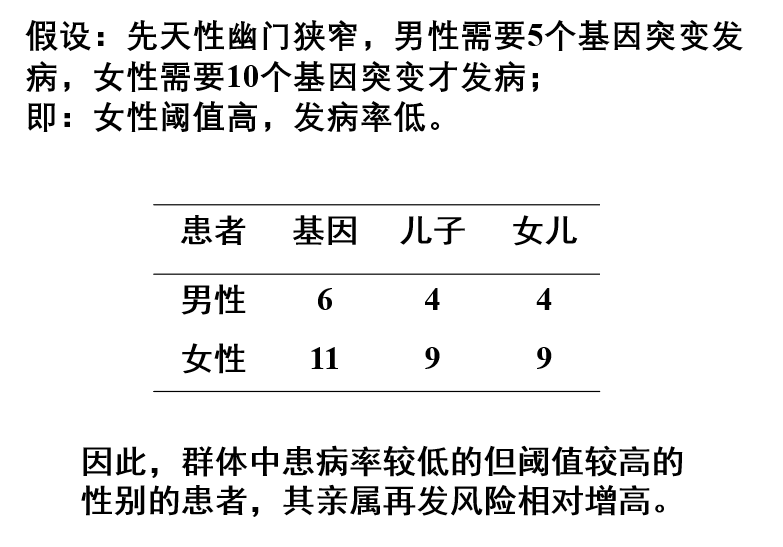 假设：先天性幽门狭窄，男性需要5个基因突变发
病，女性需要10个基因突变才发病；
即：女性阈值高，发病率低。
患者 基因 儿子 女儿
男性 6 4 4
女性 11 9 9
因此，群体中患病率较低的但阈值较高的
性别的患者，其亲属再发风险相对增高。